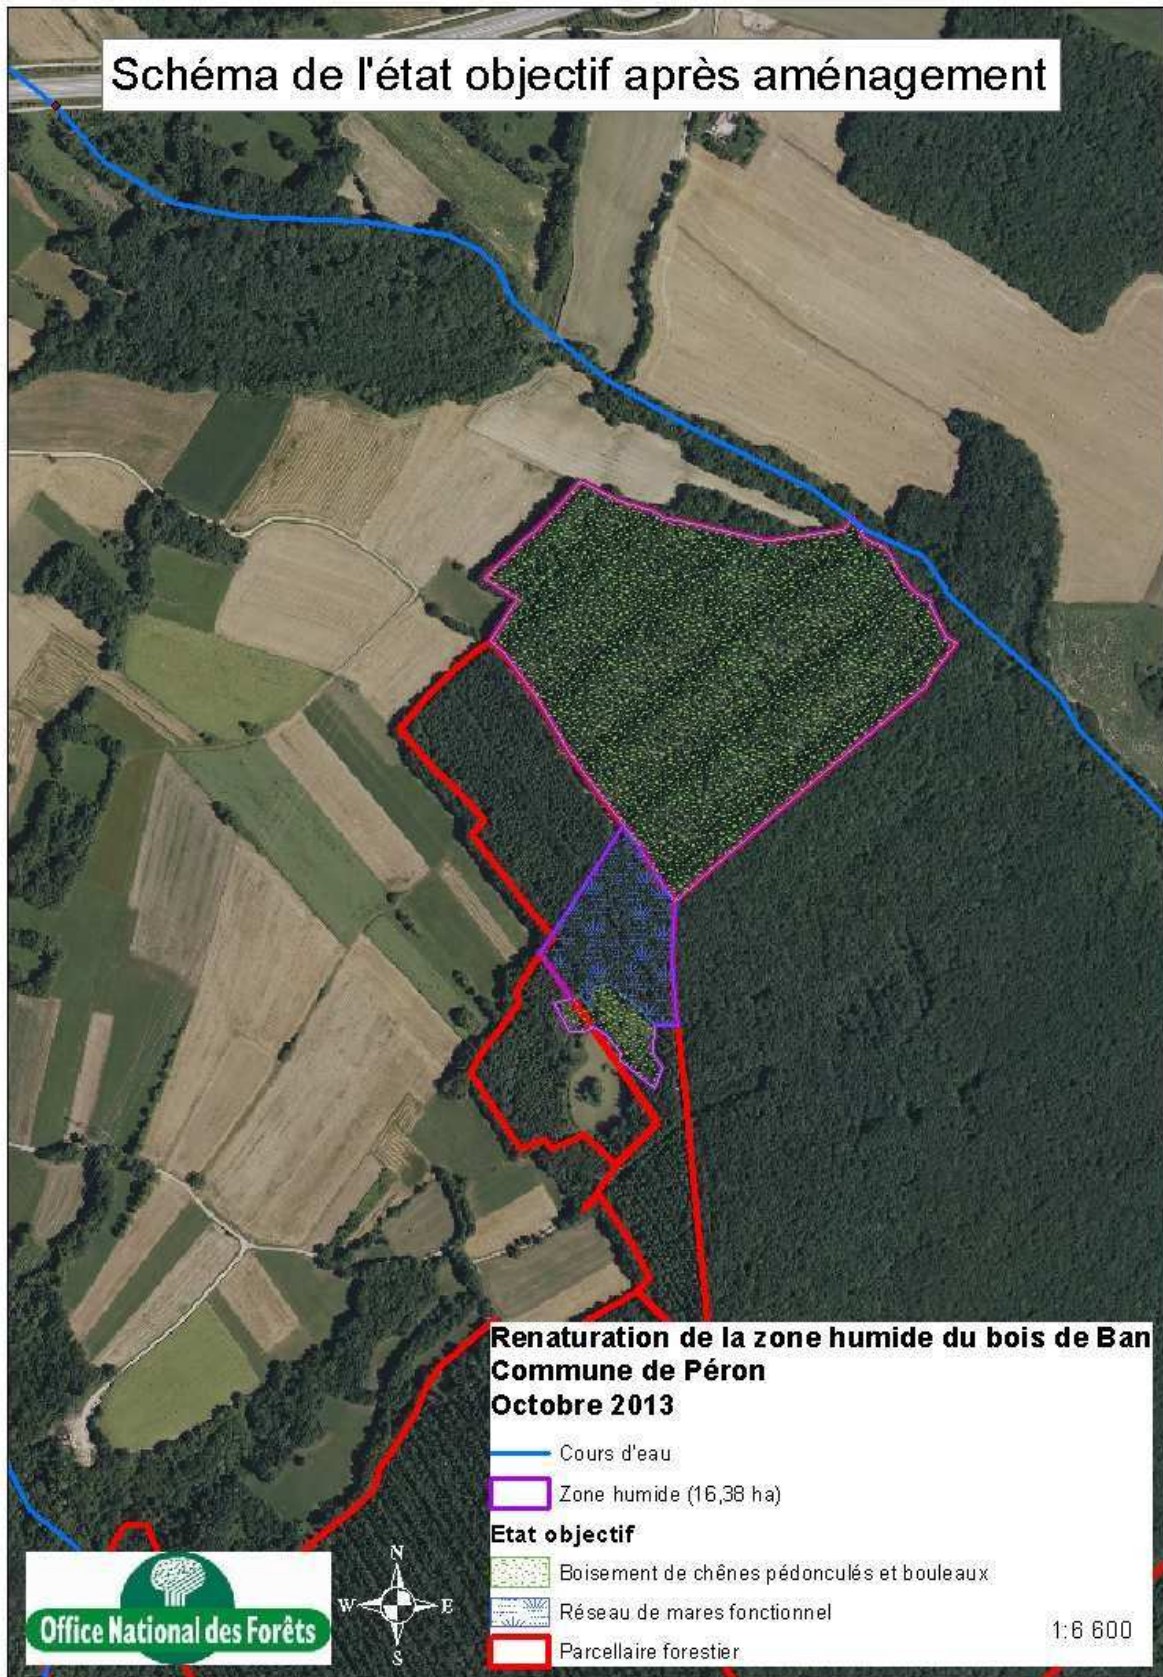 Schéma de l'état objectif après aménagement
Renaturation de la zone humide du bois de Ban
Commune de Péron
Octobre 2013
Cours d'eau
Zone humide (16,38 ha)
Etat objectif
Boisement de chênes pédonculés et bouleaux
Réseau de mares fonctionnel
Parcellaire forestier
1:6 600
N
W
E
S
Office National des Forêts